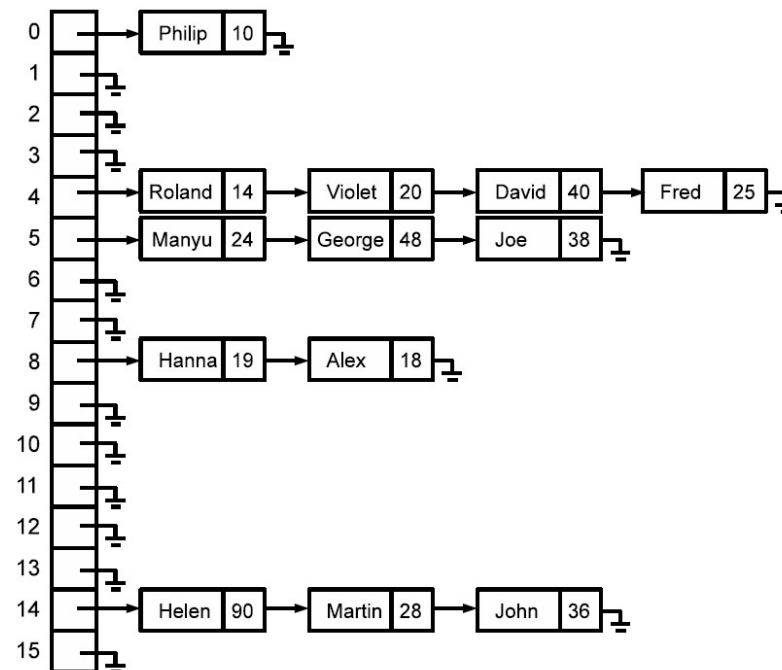 0 Philip 10
1
2
3
4 Roland 14 Violet 20 David 40 Fred 25
5 Manyu 24 George 48 Joe 38
6
7
8 Hanna 19 Alex 18
9
10
11
12
13
14 Helen 90 Martin 28 John 36
15